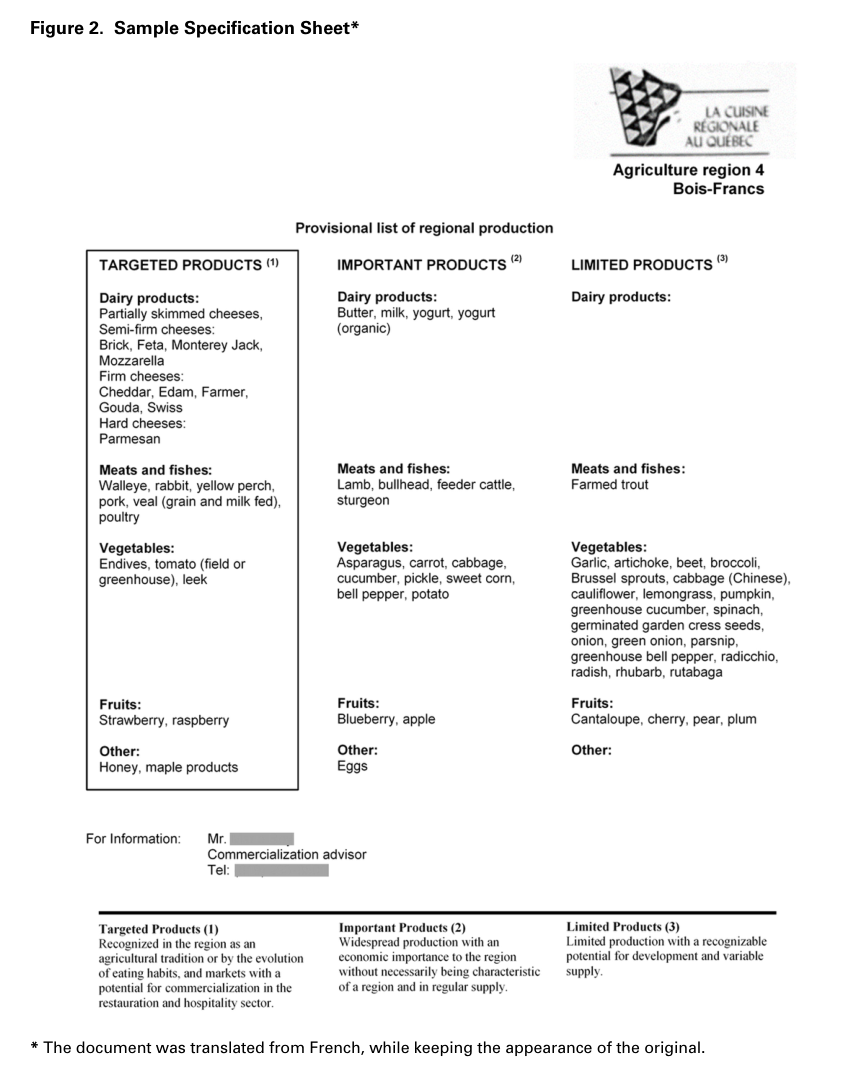 Figure 2. Sample Specification Sheet*
LA CUISINE
RÉGIONALE
AU QUÉBEC
Agriculture region 4
Bois-Francs
Provisional list of regional production
TARGETED PRODUCTS (1)
Dairy products:
Partially skimmed cheeses,
Semi-firm cheeses:
Brick, Feta, Monterey Jack,
Mozzarella
Firm cheeses:
Cheddar, Edam, Farmer,
Gouda, Swiss
Hard cheeses:
Parmesan
Meats and fishes:
Walleye, rabbit, yellow perch,
pork, veal (grain and milk fed),
poultry
Vegetables:
Endives, tomato (field or
greenhouse), leek
Fruits:
Strawberry, raspberry
Other:
Honey, maple products
IMPORTANT PRODUCTS (2)
Dairy products:
Butter, milk, yogurt, yogurt
(organic)
Meats and fishes:
Lamb, bullhead, feeder cattle,
sturgeon
Vegetables:
Asparagus, carrot, cabbage,
cucumber, pickle, sweet corn,
bell pepper, potato
Fruits:
Blueberry, apple
Other:
Eggs
LIMITED PRODUCTS (3)
Dairy products:
Meats and fishes:
Farmed trout
Vegetables:
Garlic, artichoke, beet, broccoli,
Brussel sprouts, cabbage (Chinese),
cauliflower, lemongrass, pumpkin,
greenhouse cucumber, spinach,
germinated garden cress seeds,
onion, green onion, parsnip,
greenhouse bell pepper, radicchio,
radish, rhubarb, rutabaga
Fruits:
Cantaloupe, cherry, pear, plum
Other:
For Information: Mr.
Commercialization advisor
Tel:
Targeted Products (1)
Recognized in the region as an
agricultural tradition or by the evolution
of eating habits, and markets with a
potential for commercialization in the
restauration and hospitality sector.
Important Products (2)
Widespread production with an
economic importance to the region
without necessarily being characteristic
of a region and in regular supply.
Limited Products (3)
Limited production with a recognizable
potential for development and variable
supply.
* The document was translated from French, while keeping the appearance of the original.